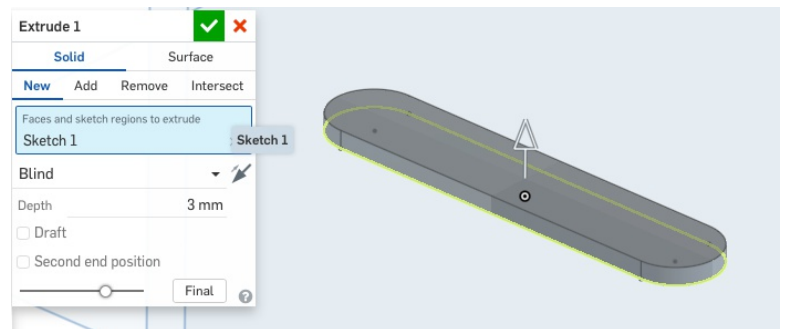 Extrude 1
Solid Surface
New Add Remove Intersect
Faces and sketch regions to extrude
Sketch 1
Sketch 1
Blind
Depth 3 mm
Draft
Second end position
Final